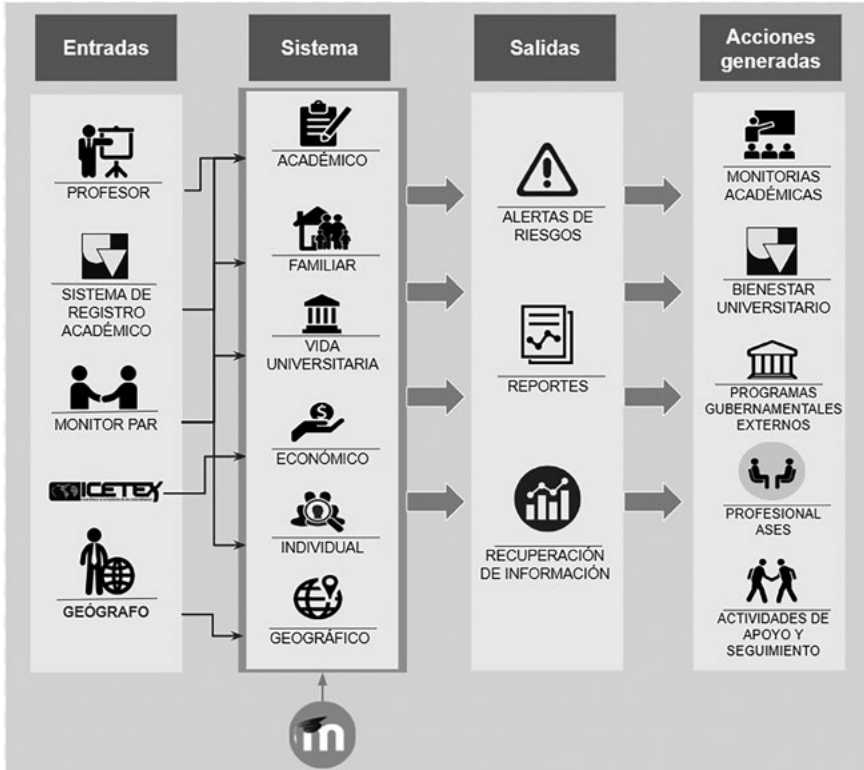 Entradas
PROFESOR
SISTEMA DE
REGISTRO
ACADÉMICO
MONITOR PAR
ICETEX
GEÓGRAFO
Sistema
ACADÉMICO
FAMILIAR
VIDA
UNIVERSITARIA
ECONÓMICO
INDIVIDUAL
GEOGRÁFICO
m
Salidas
ALERTAS DE
RIESGOS
REPORTES
RECUPERACIÓN
DE INFORMACIÓN
Acciones
generadas
MONITORIAS
ACADÉMICAS
BIENESTAR
UNIVERSITARIO
PROGRAMAS
GUBERNAMENTALES
EXTERNOS
PROFESIONAL
ASES
ACTIVIDADES DE
APOYO Y
SEGUIMIENTO